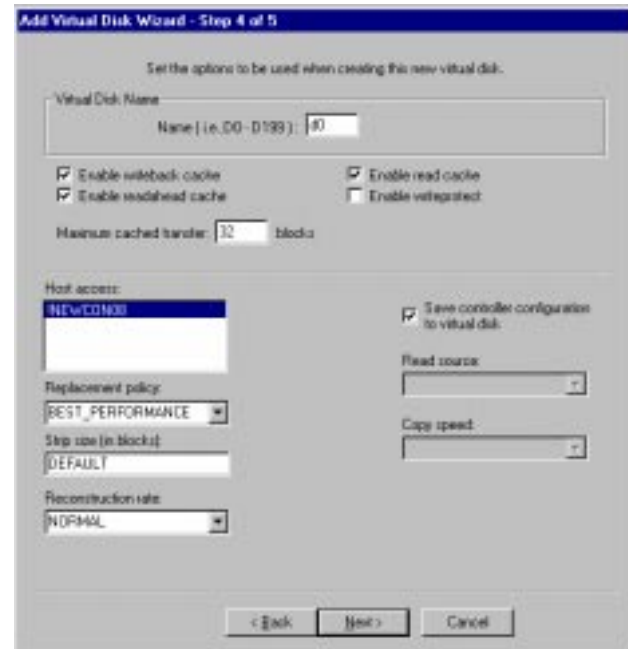 Add Virtual Disk Wizard - Step 4 of 5
Set the options to be used when creating this new virtual disk.
Virtual Disk Name
Name ( i.e. D0 - D199 ): d0
Enable writeback cache
Enable read cache
Enable readahead cache
Enable writeprotect
Maximum cached transfer: 32 blocks
Host access:
!NEWCON00
Save controller configuration
to virtual disk
Read source:
Replacement policy:
BEST_PERFORMANCE
Copy speed:
Strip size (in blocks):
DEFAULT
Reconstruction rate:
NORMAL
< Back
Next >
Cancel